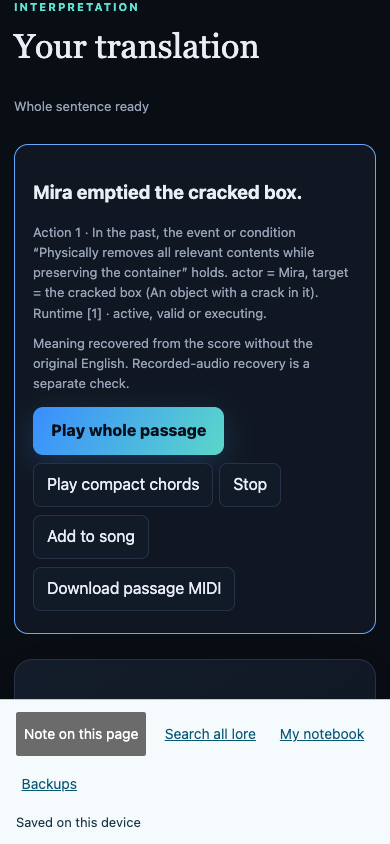 INTERPRETATION
Your translation
Whole sentence ready
Mira emptied the cracked box.
Action 1 · In the past, the event or condition
“Physically removes all relevant contents while
preserving the container” holds. actor = Mira, target
= the cracked box (An object with a crack in it).
Runtime [1] · active, valid or executing.
Meaning recovered from the score without the
original English. Recorded-audio recovery is a
separate check.
Play whole passage
Play compact chords
Stop
Add to song
Download passage MIDI
Note on this page
Search all lore
My notebook
Backups
Saved on this device